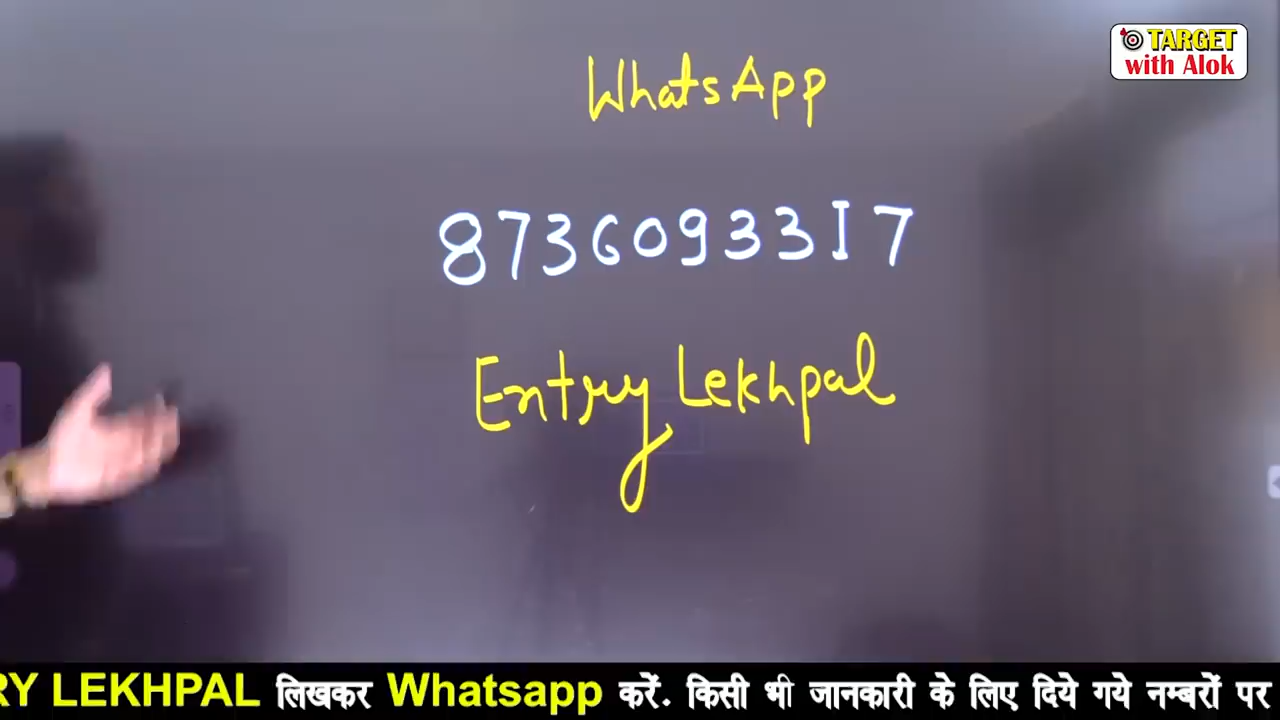 TARGET
with Alok
WhatsApp
8736093317
Entry Lekhpal
RY LEKHPAL लिखकर Whatsapp करें. किसी भी जानकारी के लिए दिये गये नम्बरों पर